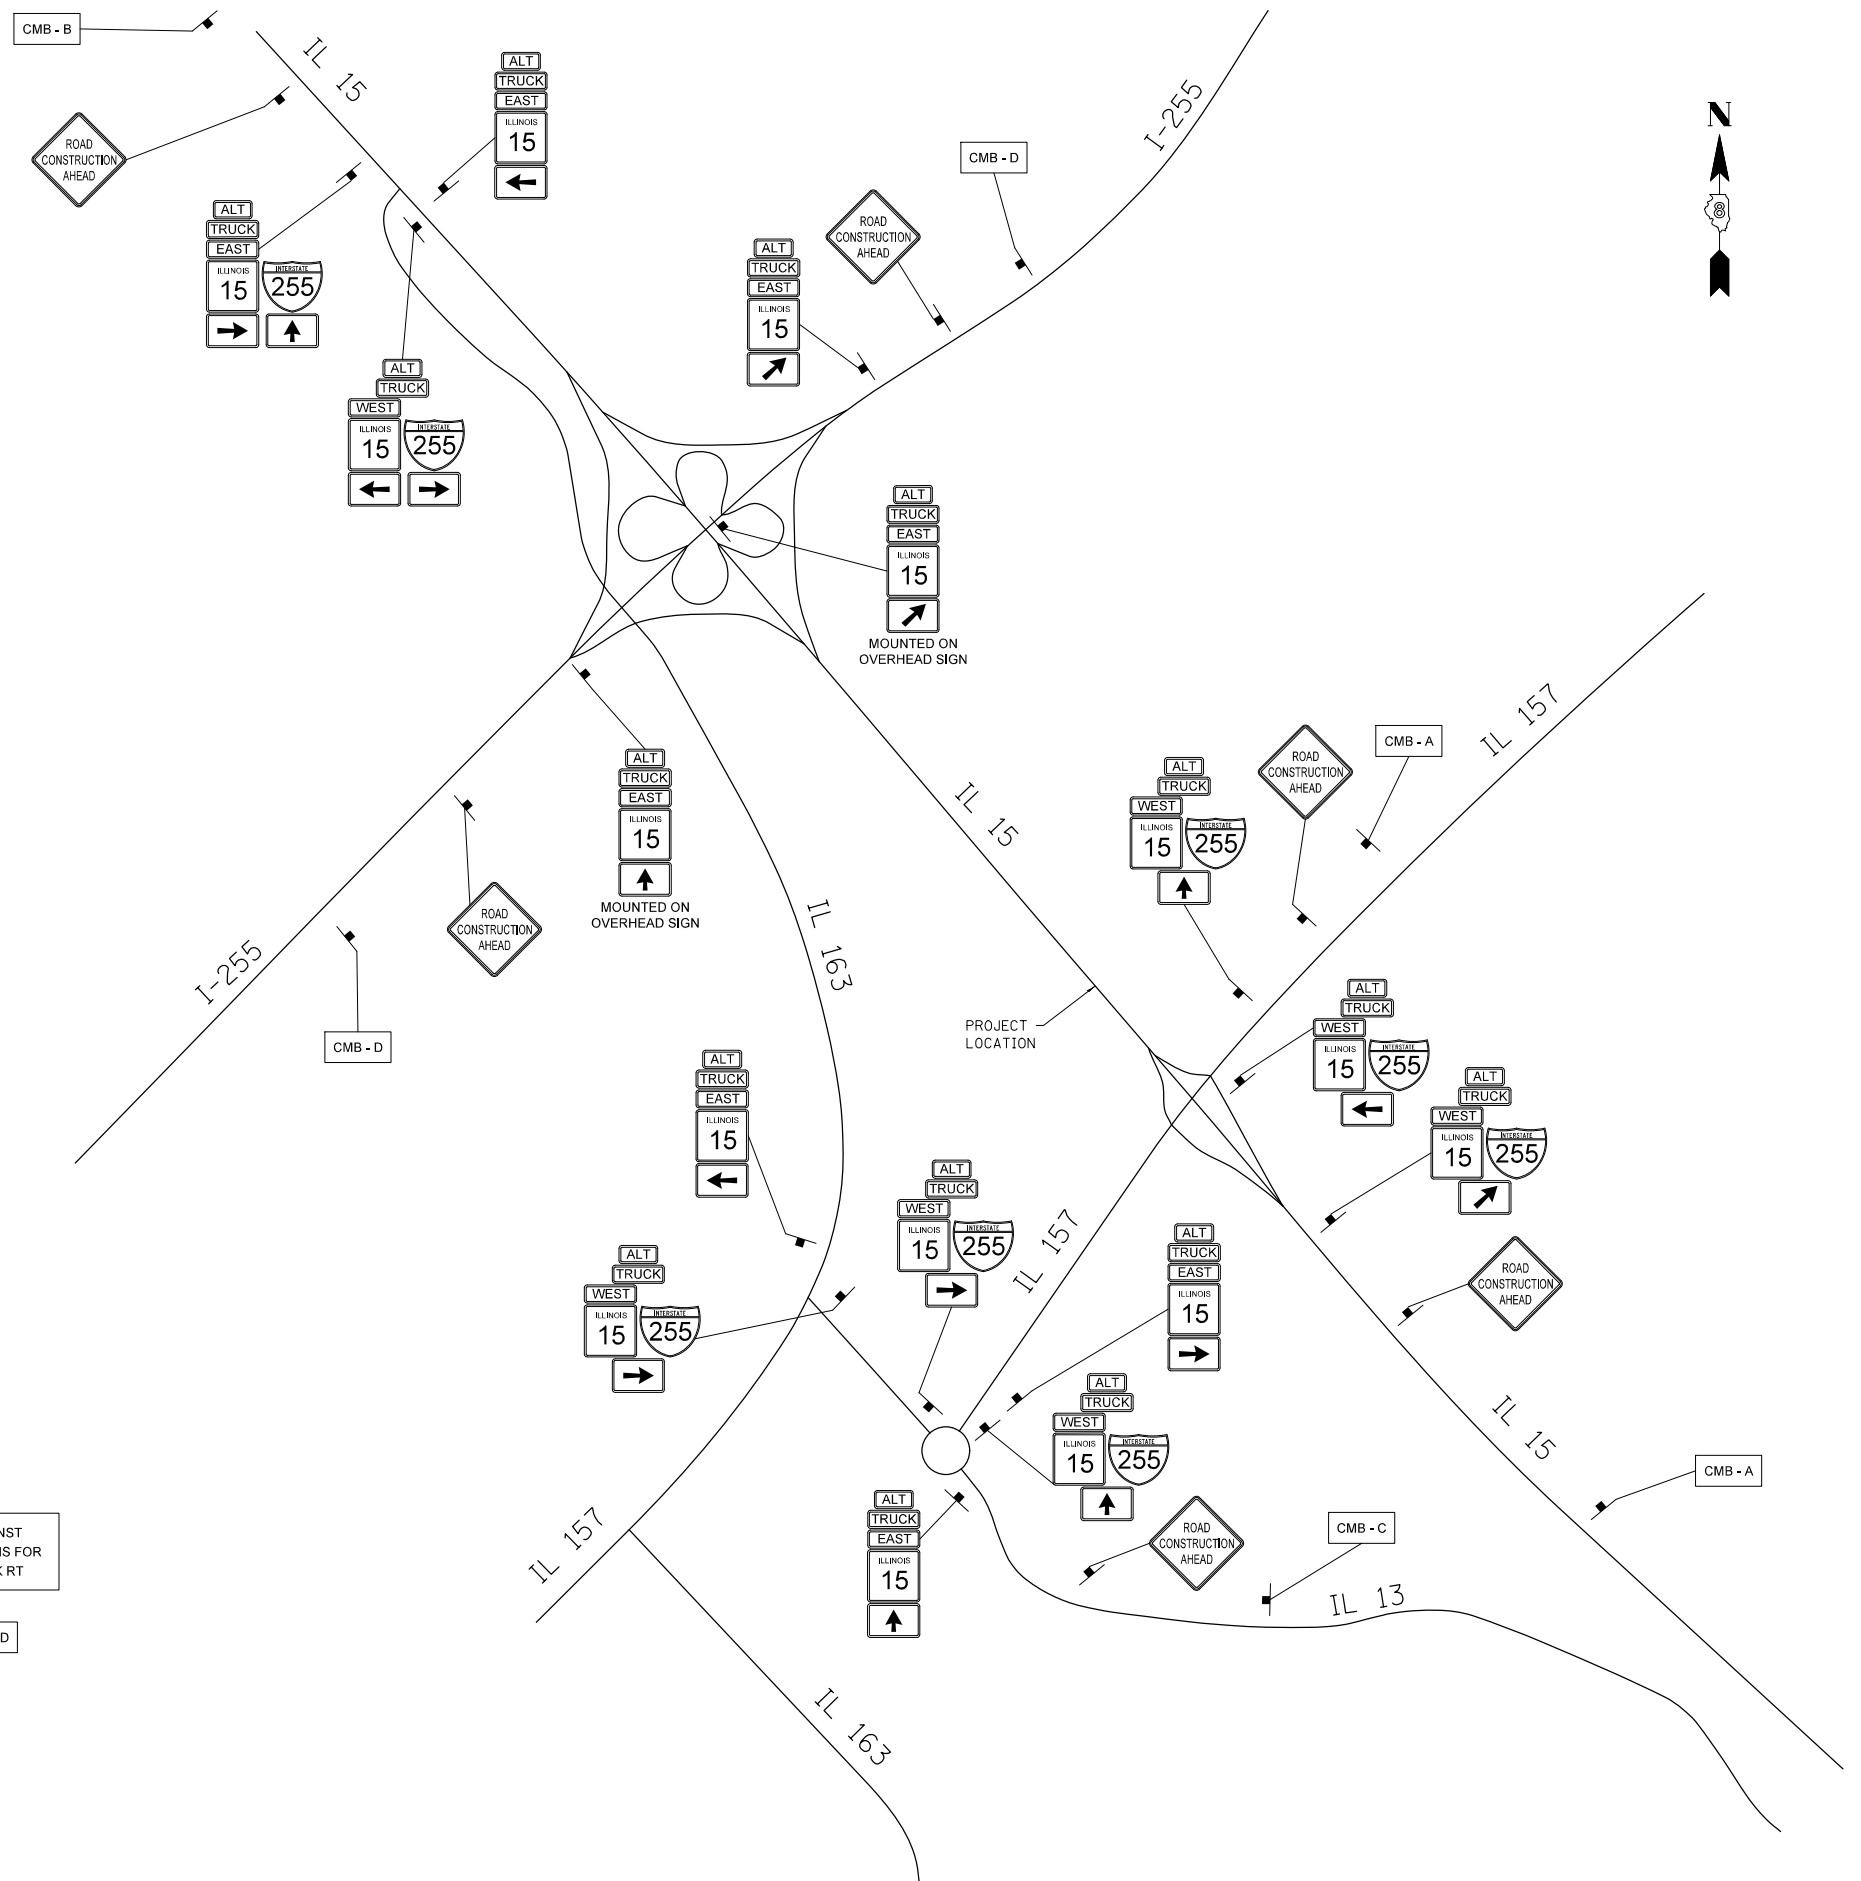 CMB - B
IL 15
ALT
TRUCK
EAST
ILLINOIS
15
I-255
N
8
CMB - D
ROAD
CONSTRUCTION
AHEAD
ALT
TRUCK
EAST
ILLINOIS
15
INTERSTATE
255
ROAD
CONSTRUCTION
AHEAD
ALT
TRUCK
EAST
ILLINOIS
15
ALT
TRUCK
WEST
ILLINOIS
15
INTERSTATE
255
ALT
TRUCK
EAST
ILLINOIS
15
MOUNTED ON
OVERHEAD SIGN
IL 157
ALT
TRUCK
EAST
ILLINOIS
15
MOUNTED ON
OVERHEAD SIGN
IL 15
ALT
TRUCK
WEST
ILLINOIS
15
INTERSTATE
255
ROAD
CONSTRUCTION
AHEAD
CMB - A
ROAD
CONSTRUCTION
AHEAD
I-255
IL 163
CMB - D
PROJECT
LOCATION
ALT
TRUCK
WEST
ILLINOIS
15
INTERSTATE
255
ALT
TRUCK
EAST
ILLINOIS
15
ALT
TRUCK
WEST
ILLINOIS
15
INTERSTATE
255
ALT
TRUCK
WEST
ILLINOIS
15
INTERSTATE
255
IL 157
ALT
TRUCK
EAST
ILLINOIS
15
ROAD
CONSTRUCTION
AHEAD
ALT
TRUCK
WEST
ILLINOIS
15
INTERSTATE
255
ALT
TRUCK
WEST
ILLINOIS
15
INTERSTATE
255
IL 15
CMB - A
NST
S FOR
RT
D
IL 157
ALT
TRUCK
EAST
ILLINOIS
15
ROAD
CONSTRUCTION
AHEAD
CMB - C
IL 13
IL 163